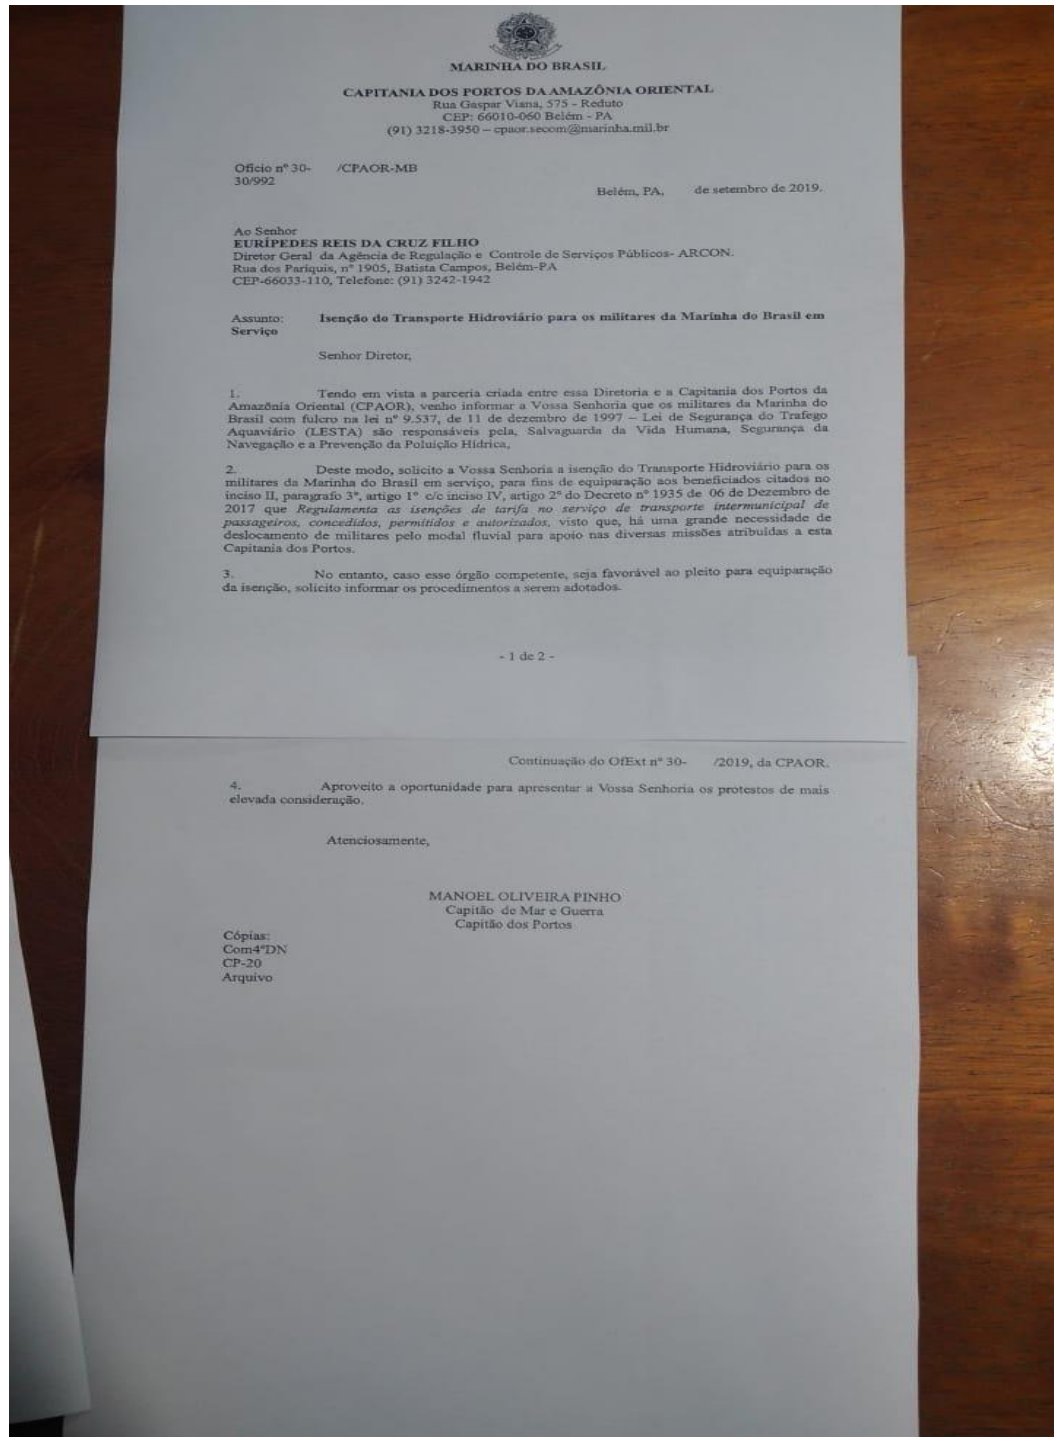 MARINHA DO BRASIL
CAPITANIA DOS PORTOS DA AMAZÔNIA ORIENTAL
Rua Gaspar Viana, 575 - Reduto
CEP: 66010-060 Belém - PA
(91) 3218-3950 – cpaor.secom@marinha.mil.br
Ofício nº 30- /CPAOR-MB
30/992
Belém, PA, de setembro de 2019.
Ao Senhor
EURÍPEDES REIS DA CRUZ FILHO
Diretor Geral da Agência de Regulação e Controle de Serviços Públicos- ARCON.
Rua dos Pariquis, nº 1905, Batista Campos, Belém-PA
CEP-66033-110, Telefone: (91) 3242-1942
Assunto: Isenção do Transporte Hidroviário para os militares da Marinha do Brasil em
Serviço
Senhor Diretor,
1. Tendo em vista a parceria criada entre essa Diretoria e a Capitania dos Portos da
Amazônia Oriental (CPAOR), venho informar a Vossa Senhoria que os militares da Marinha do
Brasil com fulcro na lei nº 9.537, de 11 de dezembro de 1997 – Lei de Segurança do Trafego
Aquaviário (LESTA) são responsáveis pela, Salvaguarda da Vida Humana, Segurança da
Navegação e a Prevenção da Poluição Hídrica,
2. Deste modo, solicito a Vossa Senhoria a isenção do Transporte Hidroviário para os
militares da Marinha do Brasil em serviço, para fins de equiparação aos beneficiados citados no
inciso II, paragrafo 3º, artigo 1º c/c inciso IV, artigo 2º do Decreto nº 1935 de 06 de Dezembro de
2017 que Regulamenta as isenções de tarifa no serviço de transporte intermunicipal de
passageiros, concedidos, permitidos e autorizados, visto que, há uma grande necessidade de
deslocamento de militares pelo modal fluvial para apoio nas diversas missões atribuídas a esta
Capitania dos Portos.
3. No entanto, caso esse órgão competente, seja favorável ao pleito para equiparação
da isenção, solicito informar os procedimentos a serem adotados.
- 1 de 2 -
Continuação do OfExt nº 30- /2019, da CPAOR.
4. Aproveito a oportunidade para apresentar a Vossa Senhoria os protestos de mais
elevada consideração.
Atenciosamente,
MANOEL OLIVEIRA PINHO
Capitão de Mar e Guerra
Capitão dos Portos
Cópias:
Com4ºDN
CP-20
Arquivo